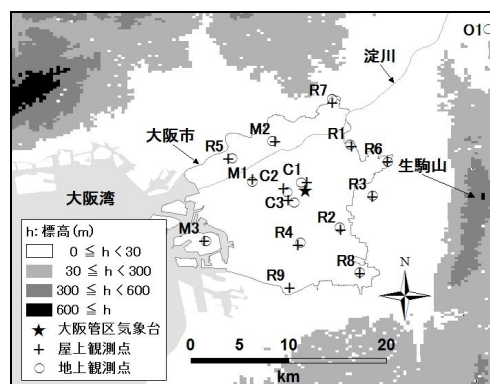 O1
淀川
R7
大阪市
M2
R1
R5
R6
生駒山
M1
C2
C1
R3
大阪湾
C3
M3
R2
R4
h: 標高(m)
0 ≦ h < 30
30 ≦ h < 300
300 ≦ h < 600
600 ≦ h
大阪管区気象台
屋上観測点
地上観測点
R8
R9
N
0 10 20
km